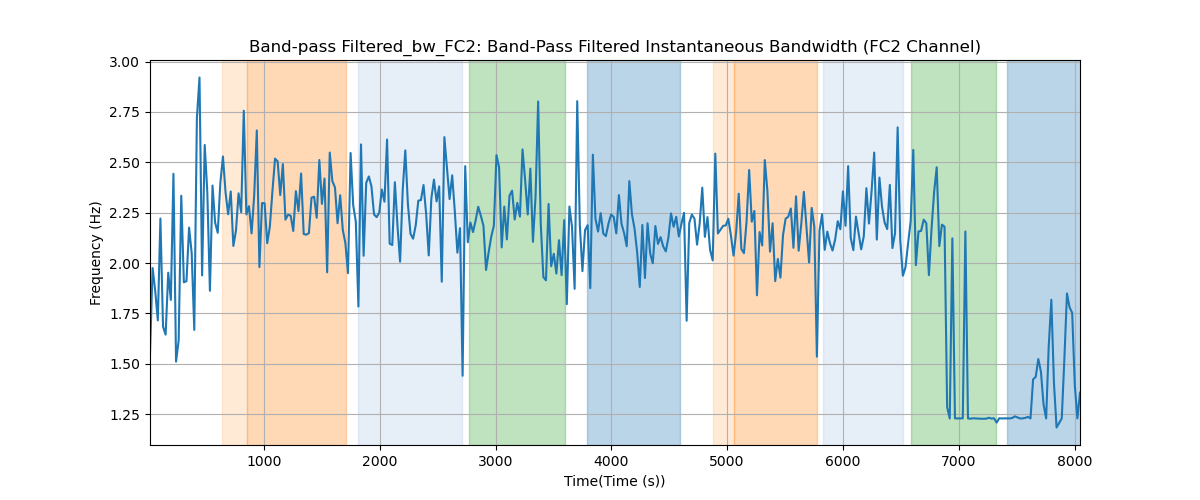 Band-pass Filtered_bw_FC2: Band-Pass Filtered Instantaneous Bandwidth (FC2 Channel)
3.00
2.75
2.50
2.25
2.00
1.75
1.50
1.25
Frequency (Hz)
1000 2000 3000 4000 5000 6000 7000 8000
Time(Time (s))